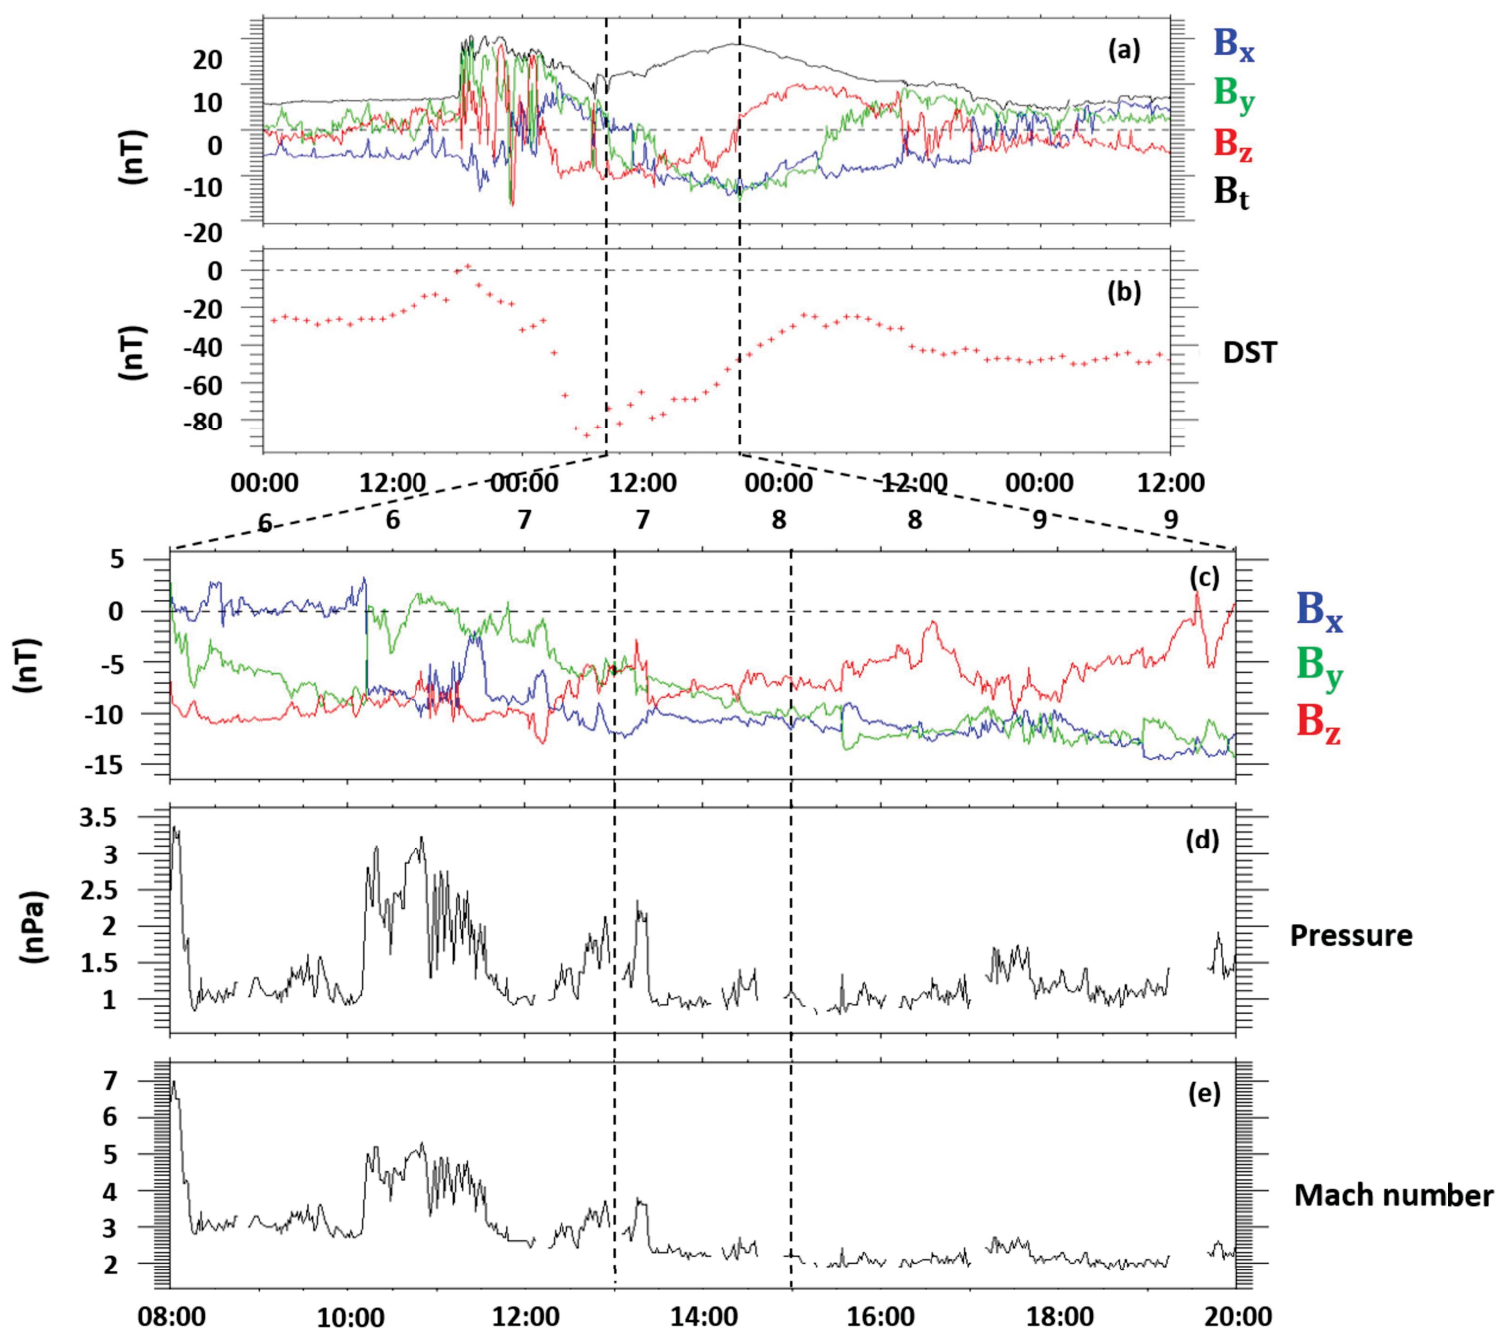 20
10
0
-10
-20
(nT)
(a)
Bx
By
Bz
Bt
0
-20
-40
-60
-80
(nT)
(b)
DST
00:00 12:00 00:00 12:00 00:00 12:00 00:00 12:00
6 6 7 7 8 8 9 9
5
0
-5
-10
-15
(nT)
(c)
Bx
By
Bz
3.5
3
2.5
2
1.5
1
(nPa)
(d)
Pressure
7
6
5
4
3
2
(e)
Mach number
08:00 10:00 12:00 14:00 16:00 18:00 20:00